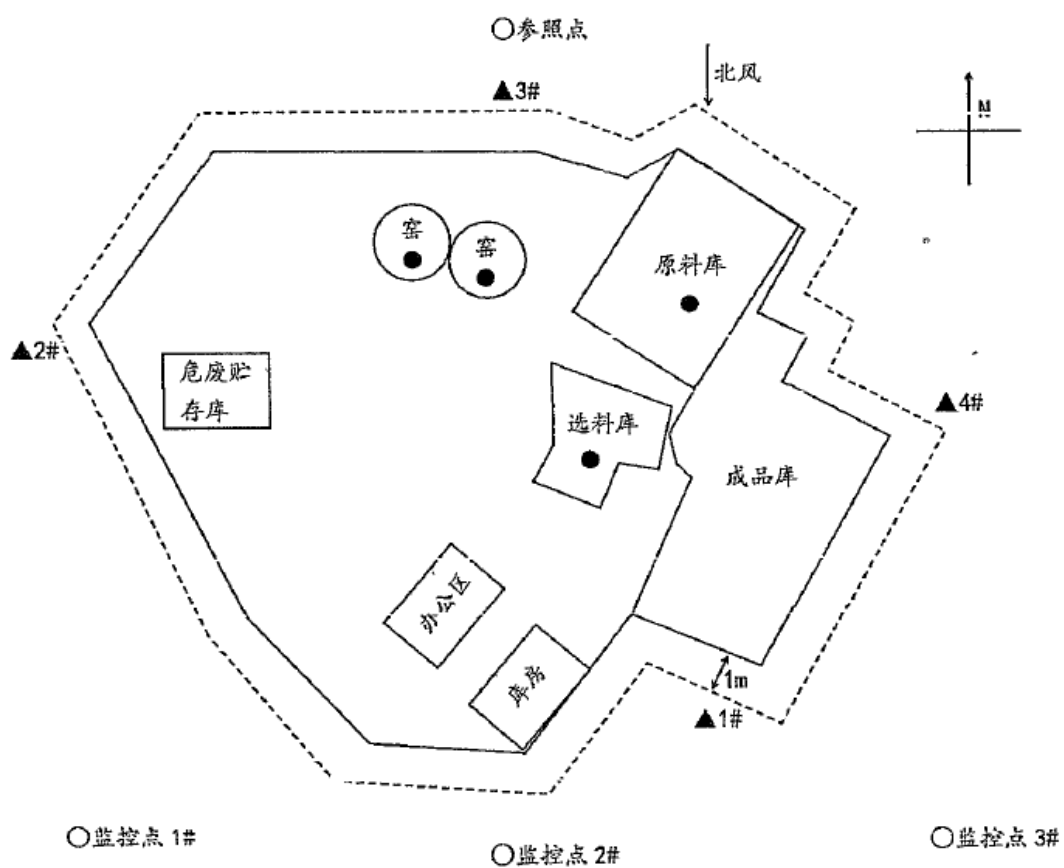 ○参照点
▲3#
北风
N
窑
窑
原料库
▲2#
危废贮
存库
▲4#
选料库
成品库
办公区
库房
1m
▲1#
○监控点 1#
○监控点 2#
○监控点 3#